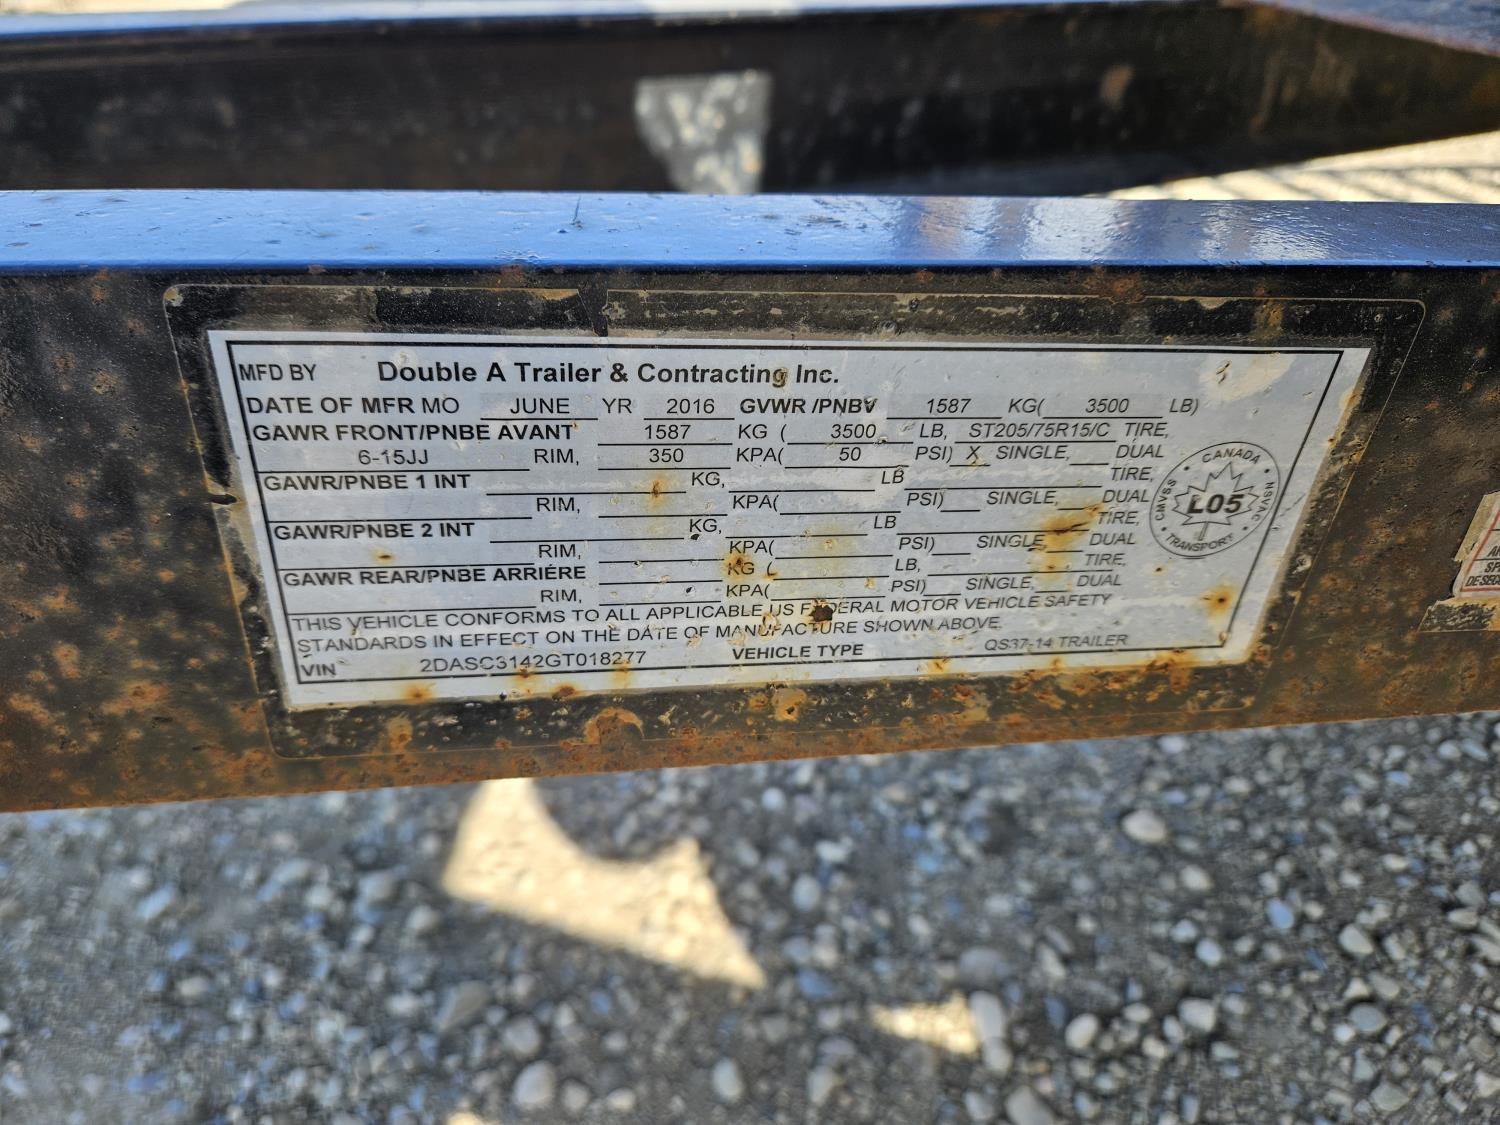 MFD BY Double A Trailer & Contracting Inc.
DATE OF MFR MO JUNE YR 2016 GVWR /PNBV 1587 KG( 3500 LB)
GAWR FRONT/PNBE AVANT 1587 KG ( 3500 LB, ST205/75R15/C TIRE,
6-15JJ RIM, 350 KPA( 50 PSI) X SINGLE, DUAL
GAWR/PNBE 1 INT KG, LB TIRE,
RIM, KPA( PSI) SINGLE, DUAL
GAWR/PNBE 2 INT KG, LB TIRE,
RIM, KPA( PSI) SINGLE, DUAL
GAWR REAR/PNBE ARRIÉRE KG ( LB, TIRE,
RIM, KPA( PSI) SINGLE, DUAL
THIS VEHICLE CONFORMS TO ALL APPLICABLE US FEDERAL MOTOR VEHICLE SAFETY
STANDARDS IN EFFECT ON THE DATE OF MANUFACTURE SHOWN ABOVE.
VIN 2DASC3142GT018277 VEHICLE TYPE QS37-14 TRAILER
CANADA
CMVSS L05 NSVAC
TRANSPORT